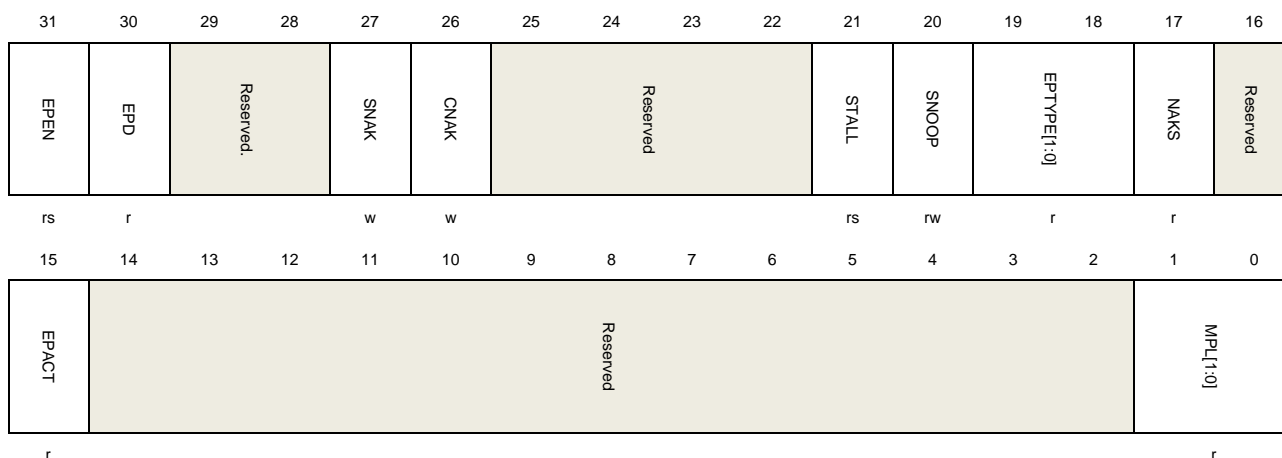 31 30 29 28 27 26 25 24 23 22 21 20 19 18 17 16
EPEN EPD Reserved. SNAK CNAK Reserved STALL SNOOP EPTYPE[1:0] NAKS Reserved
rs r w w rs rw r r
15 14 13 12 11 10 9 8 7 6 5 4 3 2 1 0
EPACT Reserved MPL[1:0]
r r